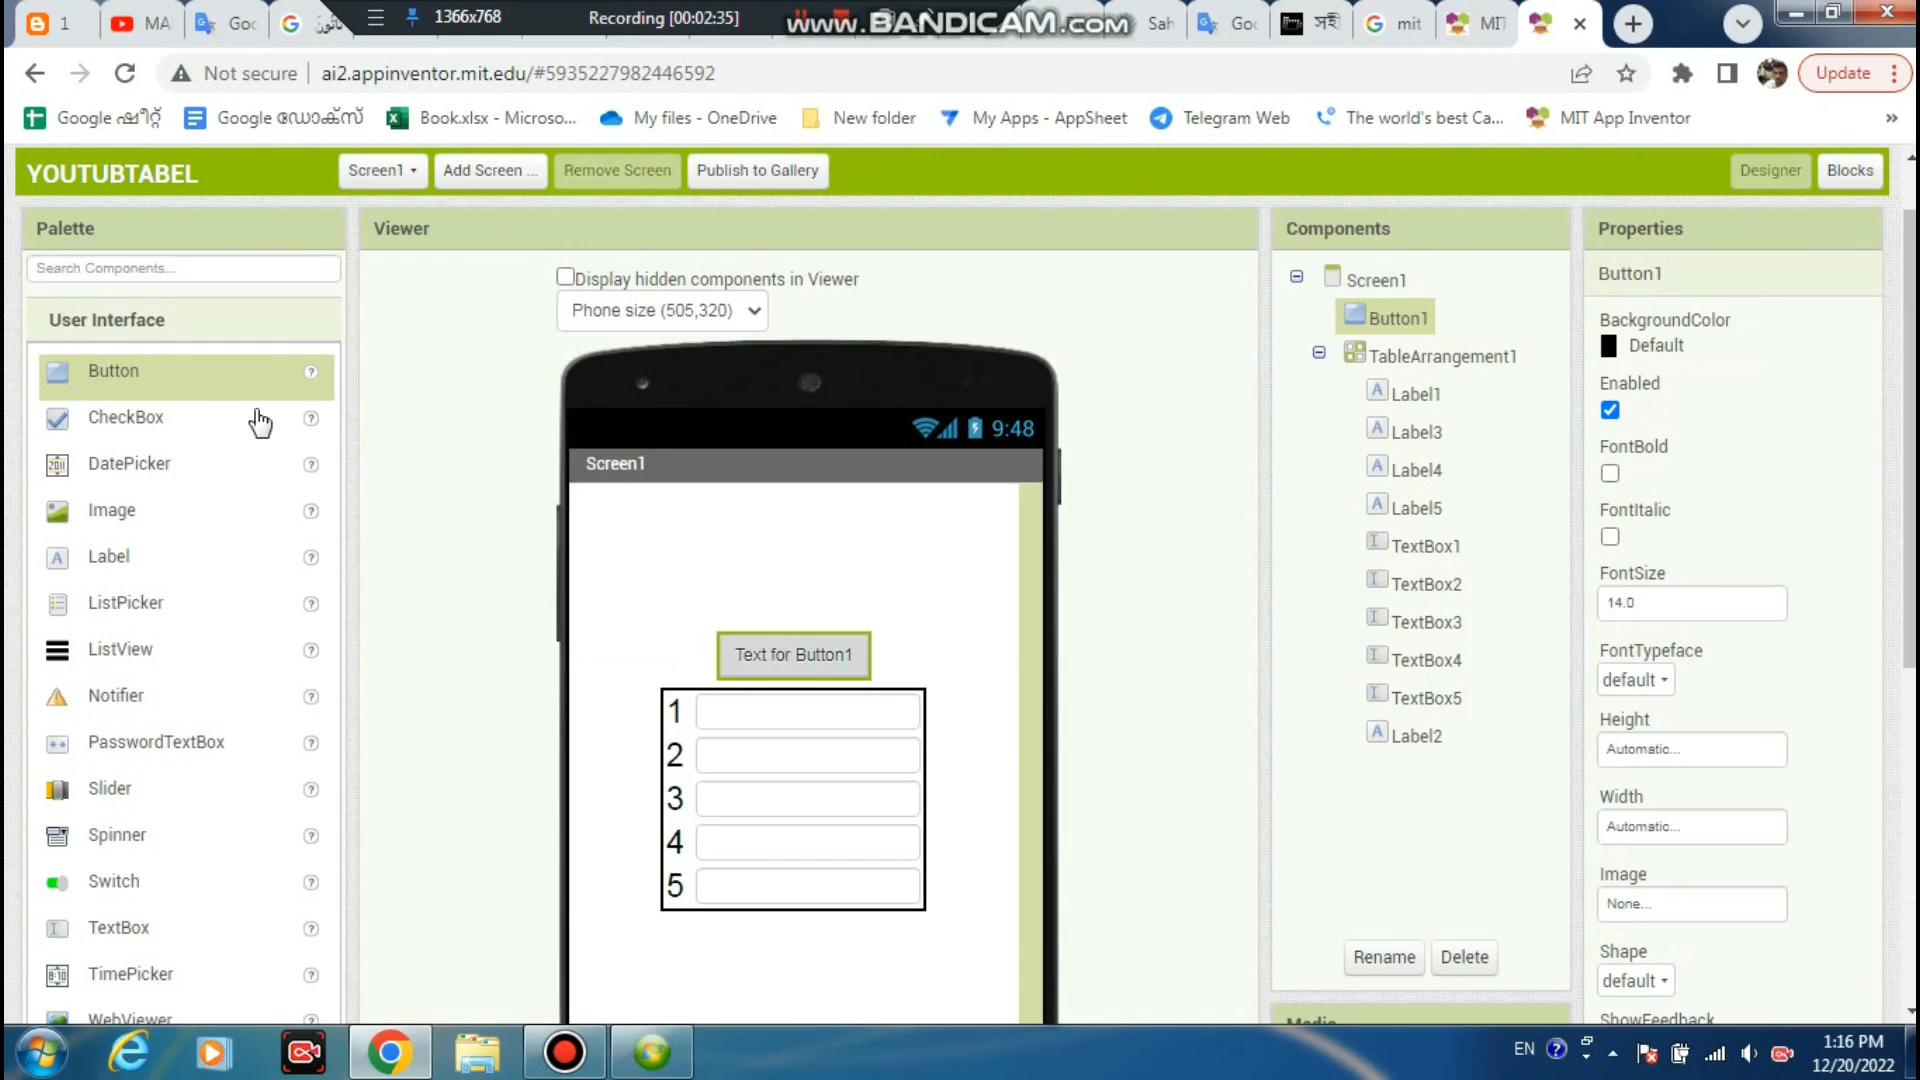 1 MA Goo 1366x768 Recording [00:02:35] www.BANDICAM.com Sah Goo সহী mit MIT
Not secure ai2.appinventor.mit.edu/#5935227982446592 Update
Google ഷീറ്റ് Google ഡോക്സ് Book.xlsx - Microso... My files - OneDrive New folder My Apps - AppSheet Telegram Web The world's best Ca... MIT App Inventor »
YOUTUBTABEL Screen1 Add Screen ... Remove Screen Publish to Gallery Designer Blocks
Palette
Search Components...
User Interface
Button ?
CheckBox ?
DatePicker ?
Image ?
Label ?
ListPicker ?
ListView ?
Notifier ?
PasswordTextBox ?
Slider ?
Spinner ?
Switch ?
TextBox ?
TimePicker ?
WebViewer ?
Viewer
Display hidden components in Viewer
Phone size (505,320)
9:48
Screen1
Text for Button1
1
2
3
4
5
Components
Screen1
Button1
TableArrangement1
Label1
Label3
Label4
Label5
TextBox1
TextBox2
TextBox3
TextBox4
TextBox5
Label2
Rename Delete
Media
Properties
Button1
BackgroundColor
Default
Enabled
FontBold
FontItalic
FontSize
14.0
FontTypeface
default
Height
Automatic...
Width
Automatic...
Image
None...
Shape
default
ShowFeedback
EN 1:16 PM
12/20/2022